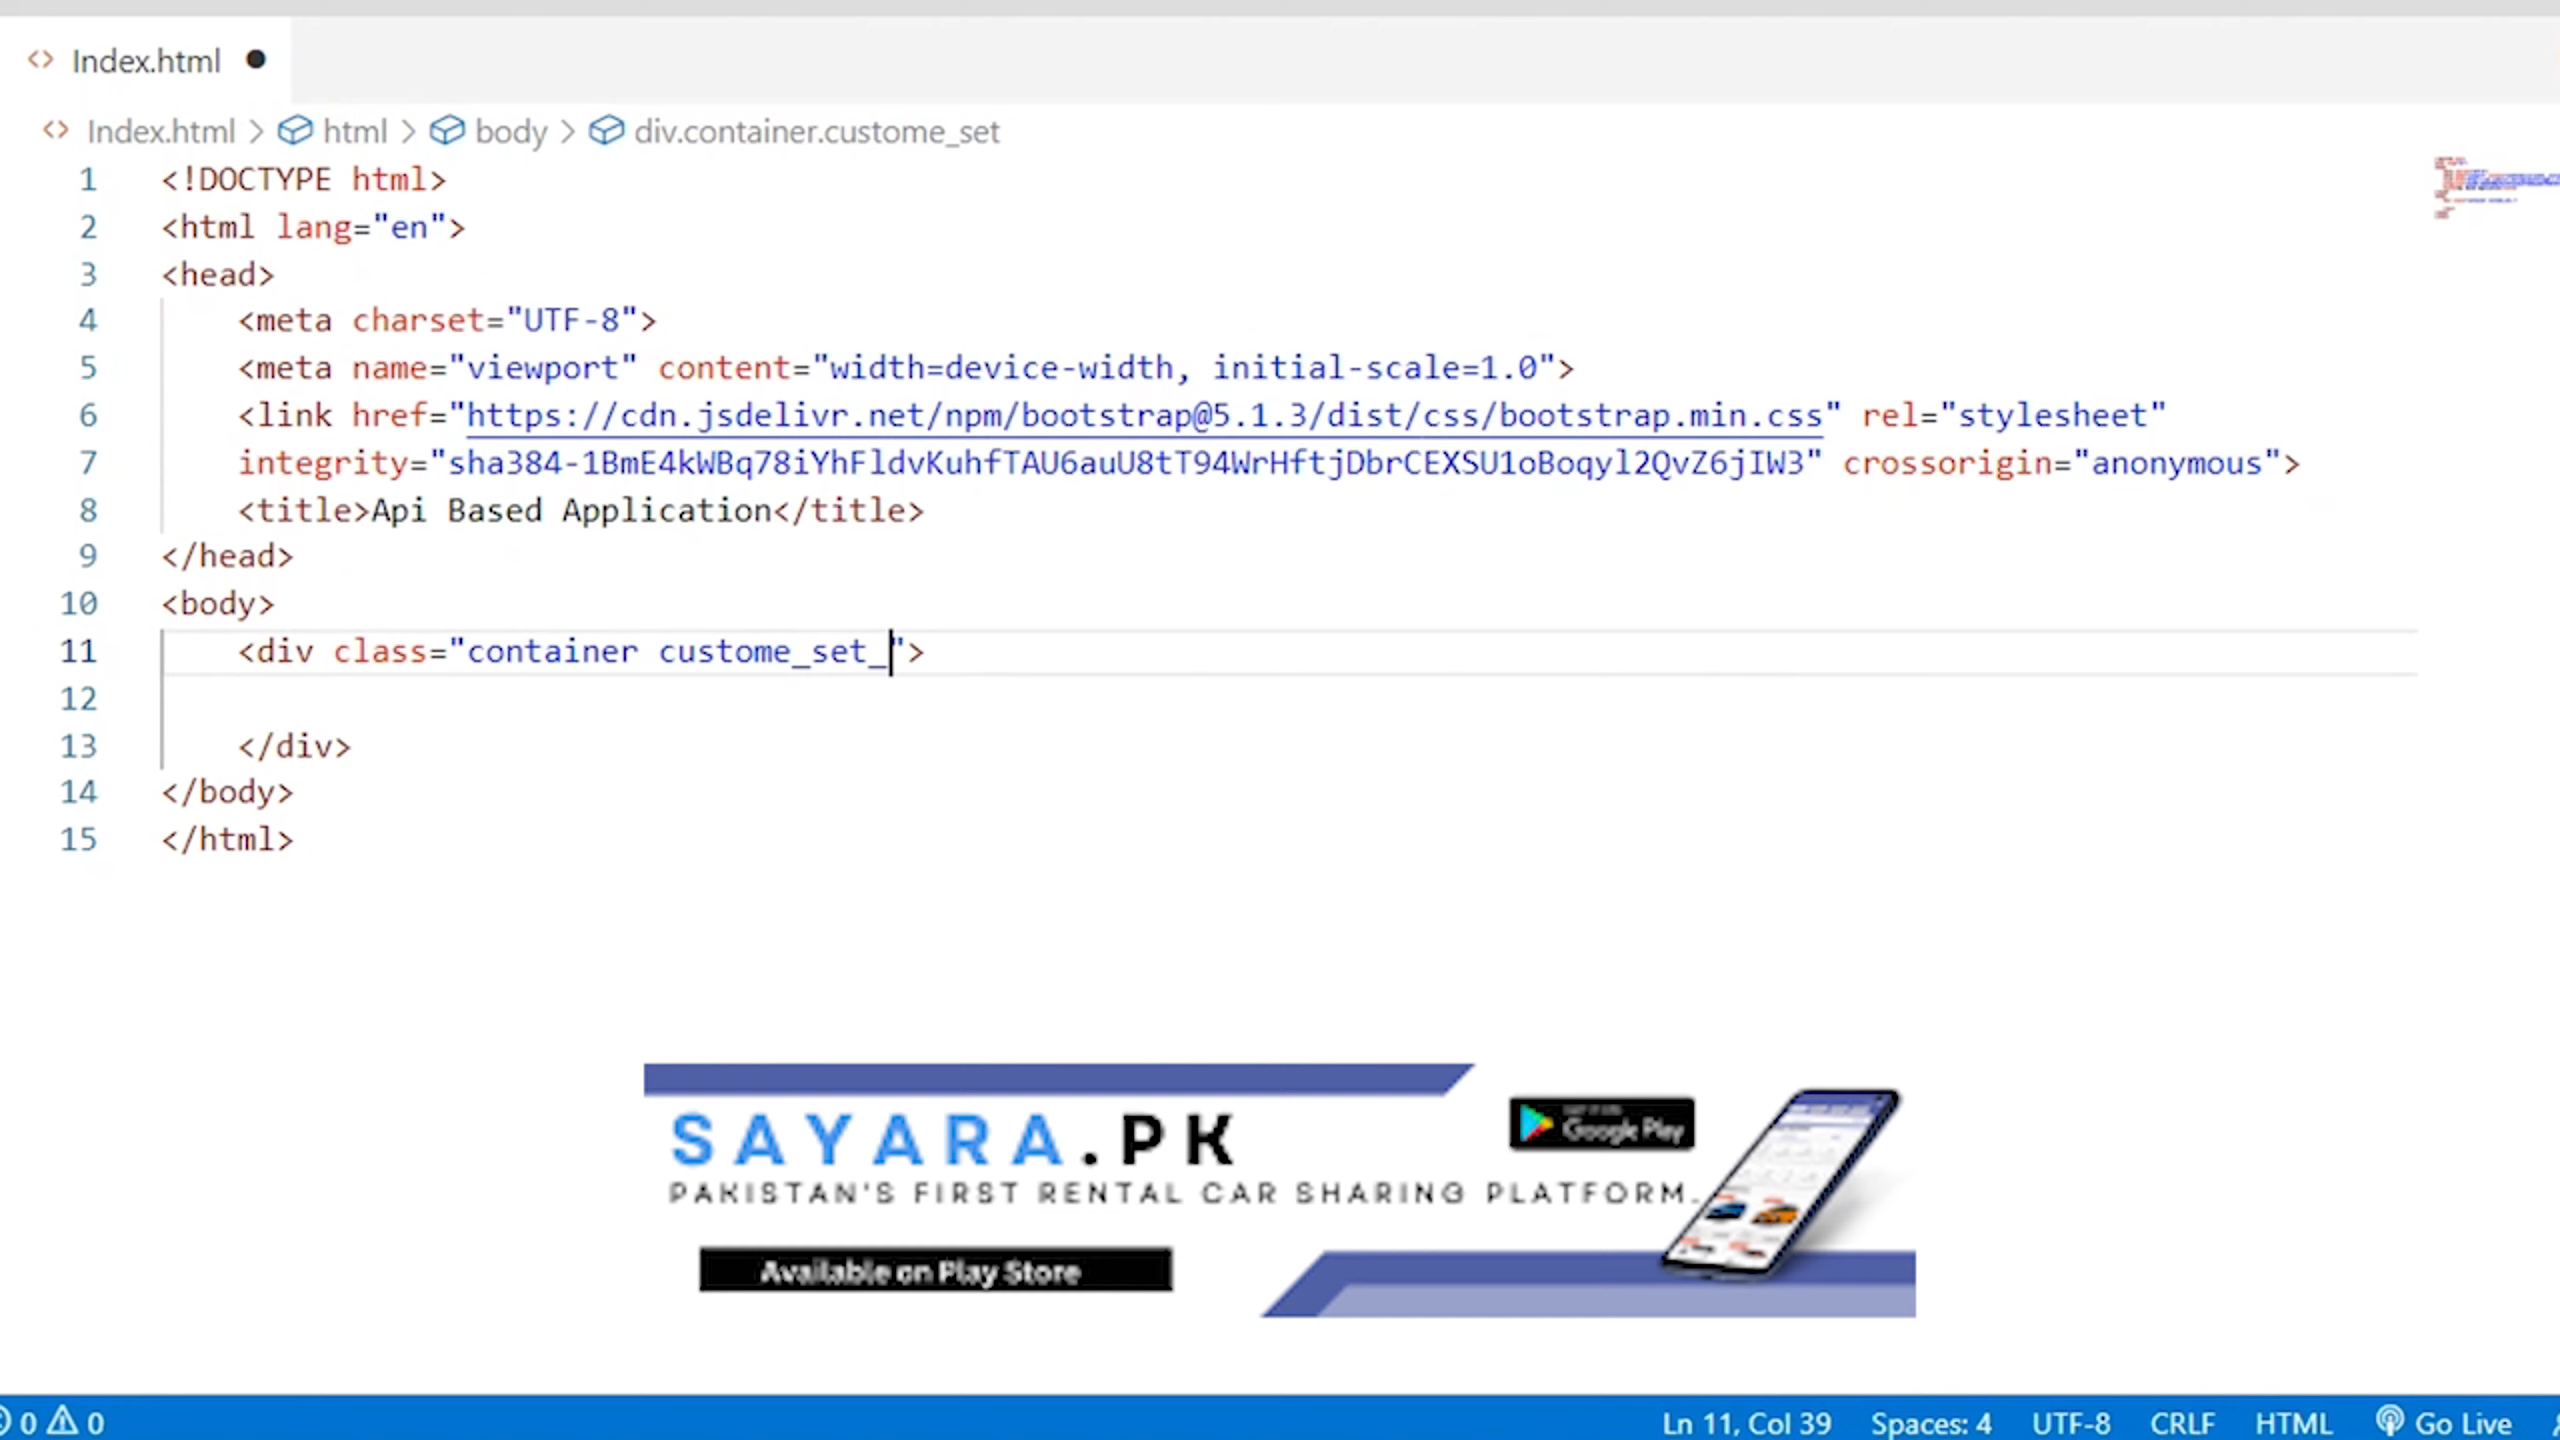 Index.html
Index.html > html > body > div.container.custome_set
1 <!DOCTYPE html>
2 <html lang="en">
3 <head>
4 <meta charset="UTF-8">
5 <meta name="viewport" content="width=device-width, initial-scale=1.0">
6 <link href="https://cdn.jsdelivr.net/npm/bootstrap@5.1.3/dist/css/bootstrap.min.css" rel="stylesheet"
7 integrity="sha384-1BmE4kWBq78iYhFldvKuhfTAU6auU8tT94WrHftjDbrCEXSU1oBoqyl2QvZ6jIW3" crossorigin="anonymous">
8 <title>Api Based Application</title>
9 </head>
10 <body>
11 <div class="container custome_set_">
12
13 </div>
14 </body>
15 </html>
SAYARA.PK
Google Play
PAKISTAN'S FIRST RENTAL CAR SHARING PLATFORM.
Available on Play Store
0 0 Ln 11, Col 39 Spaces: 4 UTF-8 CRLF HTML Go Live